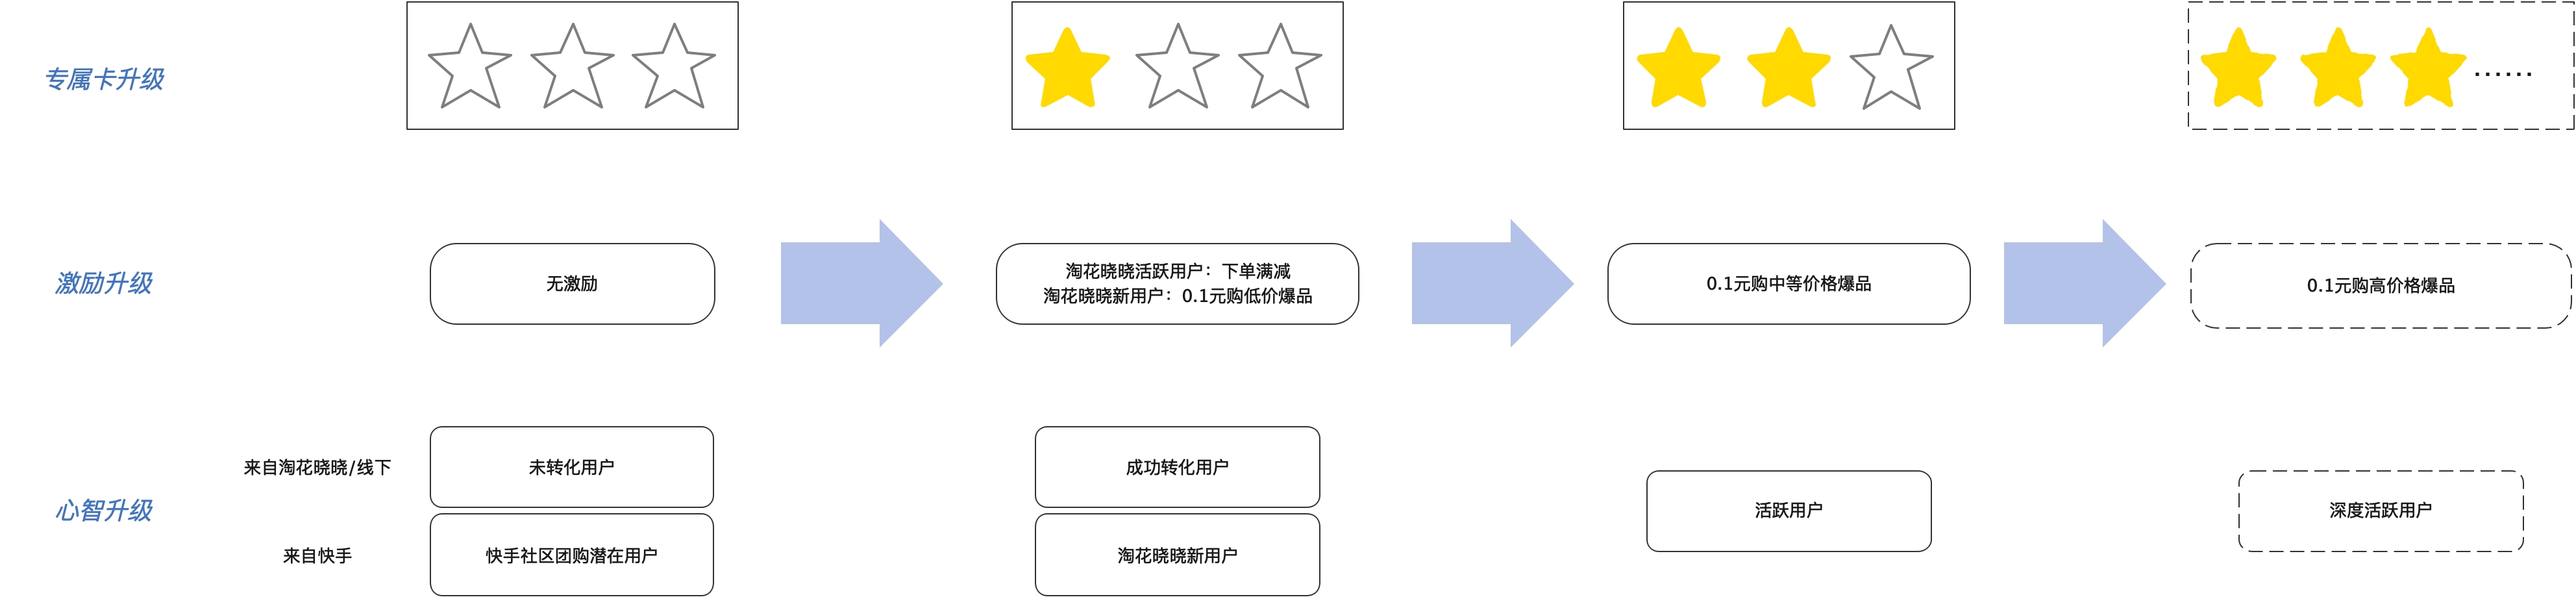 专属卡升级
......
激励升级
无激励
淘花晓晓活跃用户：下单满减
淘花晓晓新用户：0.1元购低价爆品
0.1元购中等价格爆品
0.1元购高价格爆品
心智升级
来自淘花晓晓/线下
未转化用户
成功转化用户
来自快手
快手社区团购潜在用户
淘花晓晓新用户
活跃用户
深度活跃用户